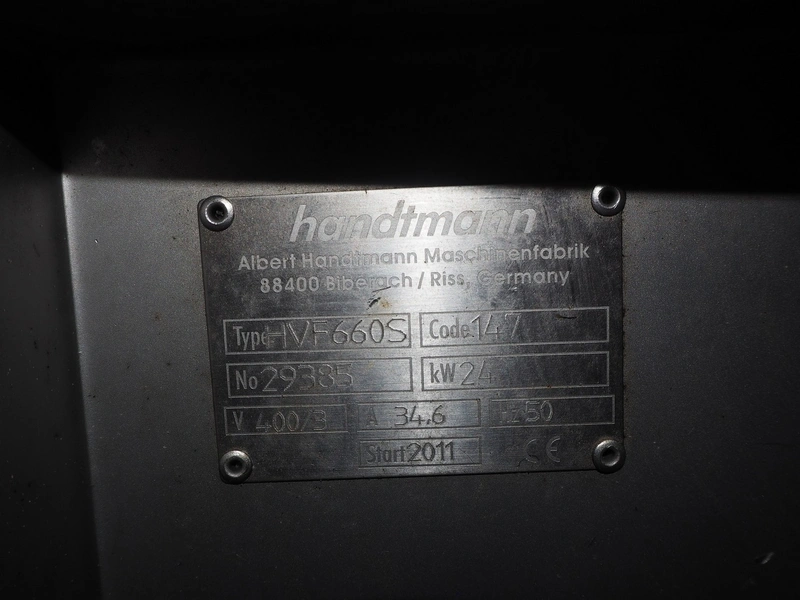 handtmann
Albert Handtmann Maschinenfabrik
88400 Biberach / Riss, Germany
Type HVF660S Code 147
No 29385 kW 24
V 400/3 A 34,6 Hz 50
Start 2011 CE